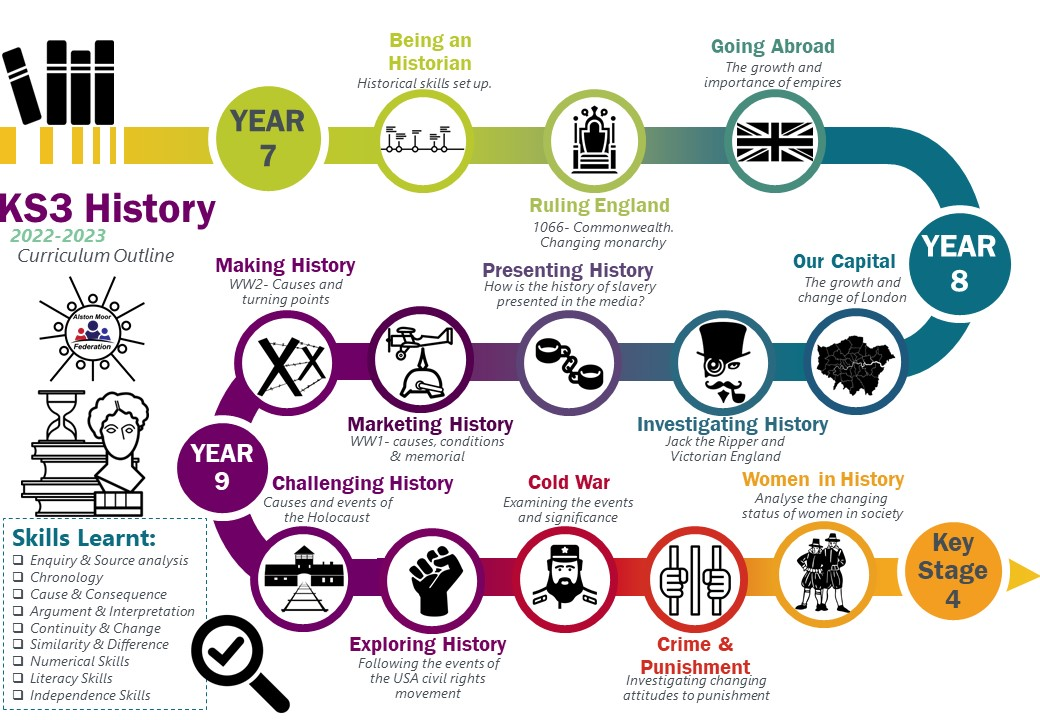 Being an
Historian
Historical skills set up.
Going Abroad
The growth and
importance of empires
YEAR
7
Ruling England
1066- Commonwealth.
Changing monarchy
KS3 History
2022-2023
Curriculum Outline
Alston Moor
Federation
YEAR
8
Our Capital
The growth and
change of London
Investigating History
Jack the Ripper and
Victorian England
Presenting History
How is the history of slavery
presented in the media?
Marketing History
WW1- causes, conditions
& memorial
Making History
WW2- Causes and
turning points
YEAR
9
Challenging History
Causes and events of
the Holocaust
Exploring History
Following the events of
the USA civil rights
movement
Cold War
Examining the events
and significance
Crime &
Punishment
Investigating changing
attitudes to punishment
Women in History
Analyse the changing
status of women in society
Key
Stage
4
Skills Learnt:
Enquiry & Source analysis
Chronology
Cause & Consequence
Argument & Interpretation
Continuity & Change
Similarity & Difference
Numerical Skills
Literacy Skills
Independence Skills